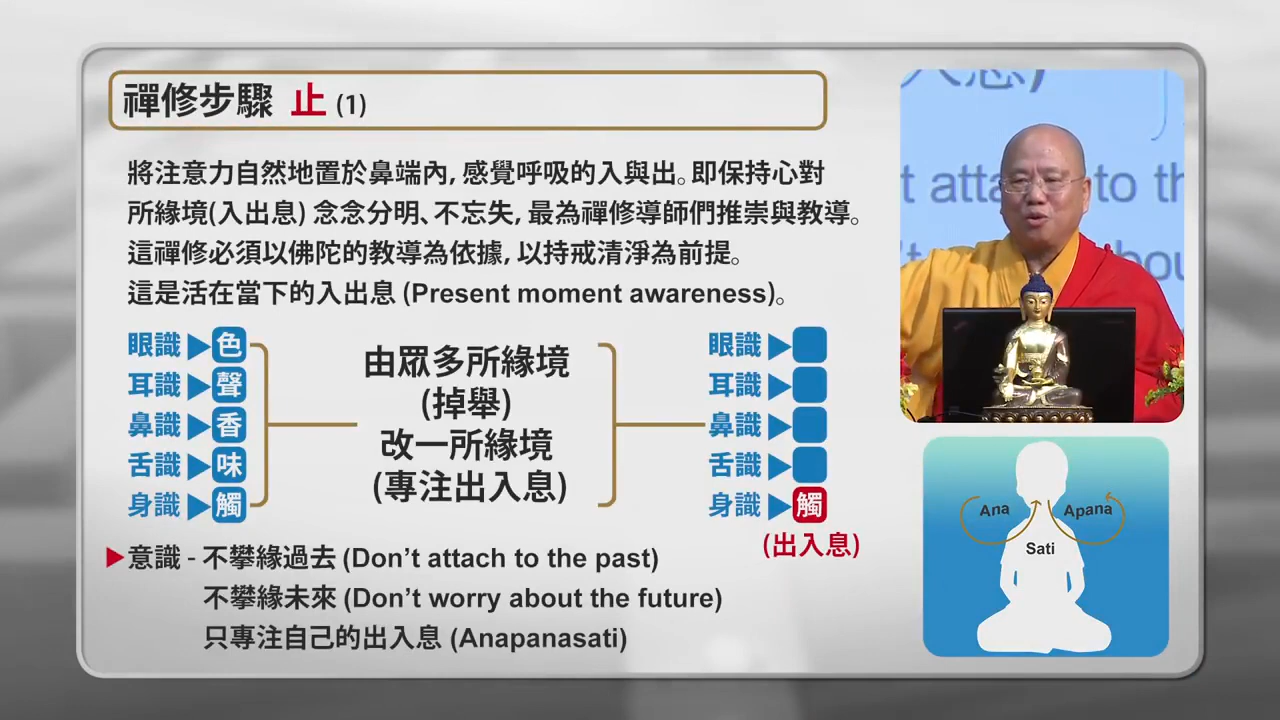 禪修步驟 止 (1)
將注意力自然地置於鼻端內, 感覺呼吸的入與出。即保持心對
所緣境(入出息) 念念分明、不忘失, 最為禪修導師們推崇與教導。
這禪修必須以佛陀的教導為依據, 以持戒清淨為前提。
這是活在當下的入出息 (Present moment awareness)。
眼識 ▶ 色
耳識 ▶ 聲
鼻識 ▶ 香
舌識 ▶ 味
身識 ▶ 觸
由眾多所緣境
(掉舉)
改一所緣境
(專注出入息)
眼識 ▶
耳識 ▶
鼻識 ▶
舌識 ▶
身識 ▶ 觸
(出入息)
▶意識 - 不攀緣過去 (Don't attach to the past)
不攀緣未來 (Don't worry about the future)
只專注自己的出入息 (Anapanasati)
入息)
t atta to th
bou
Ana
Apana
Sati